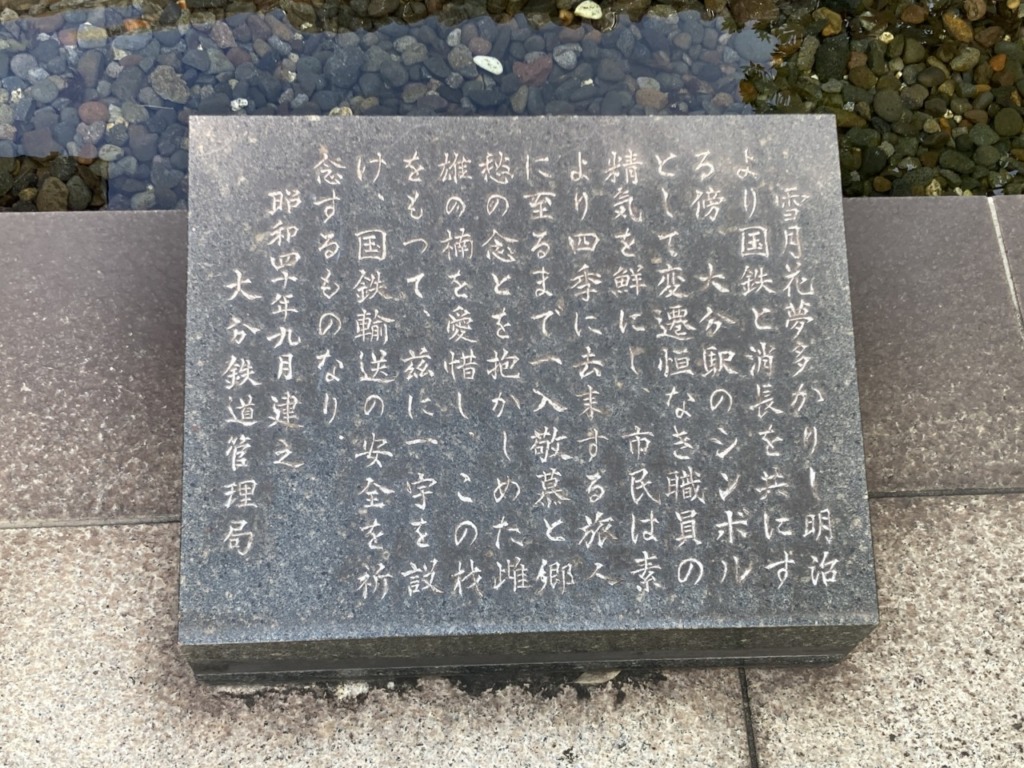 雪月花夢多かりし明治
より国鉄と消長を共にす
る傍 大分駅のシンボル
として変遷恒なき職員の
精気を鮮にし 市民は素
より四季に去来する旅人
に至るまで一入敬慕と郷
愁の念とを抱かしめた雌
雄の楠を愛惜し、この杖
をもって、茲に一宇を設
け、国鉄輸送の安全を祈
念するものなり.
昭和四十年九月建之
大分鉄道管理局